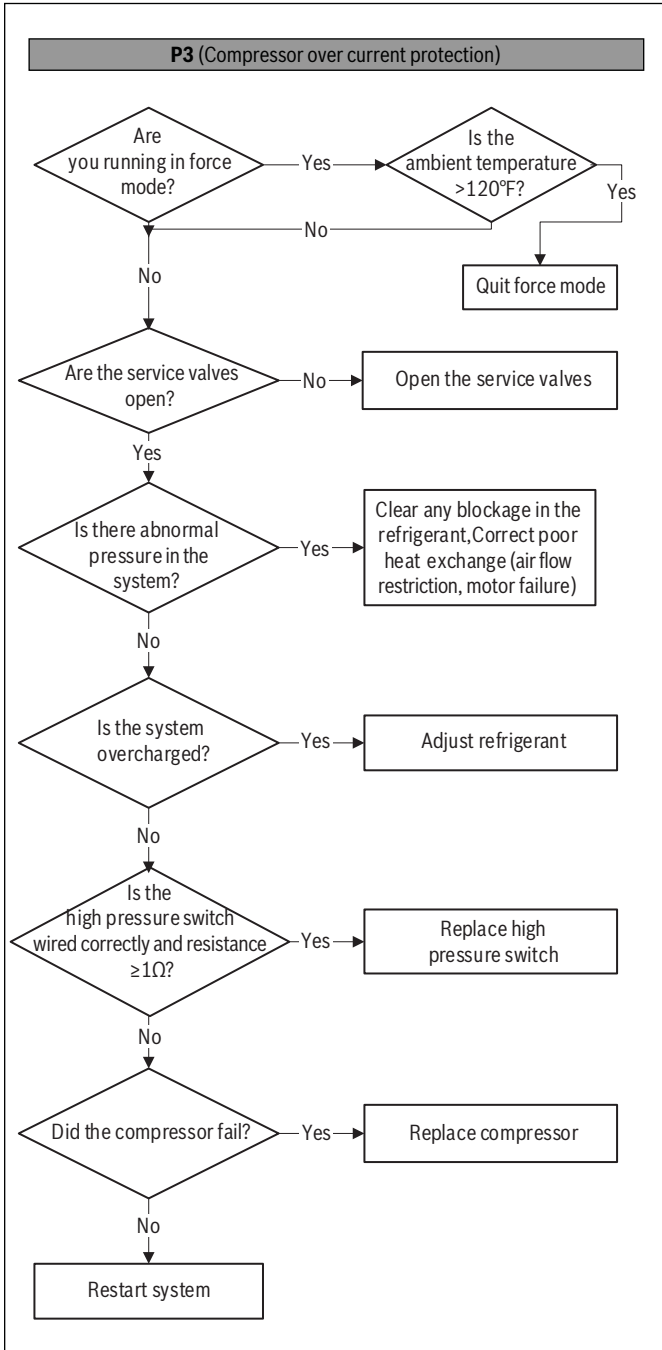 P3 (Compressor over current protection)
Are
you running in force
mode?
Yes
Is the
ambient temperature
>120°F?
Yes
No
No
Quit force mode
Are the service valves
open?
No
Open the service valves
Yes
Is there abnormal
pressure in the
system?
Yes
Clear any blockage in the
refrigerant,Correct poor
heat exchange (air flow
restriction, motor failure)
No
Is the system
overcharged?
Yes
Adjust refrigerant
No
Is the
high pressure switch
wired correctly and resistance
≥1Ω?
Yes
Replace high
pressure switch
No
Did the compressor fail?
Yes
Replace compressor
No
Restart system